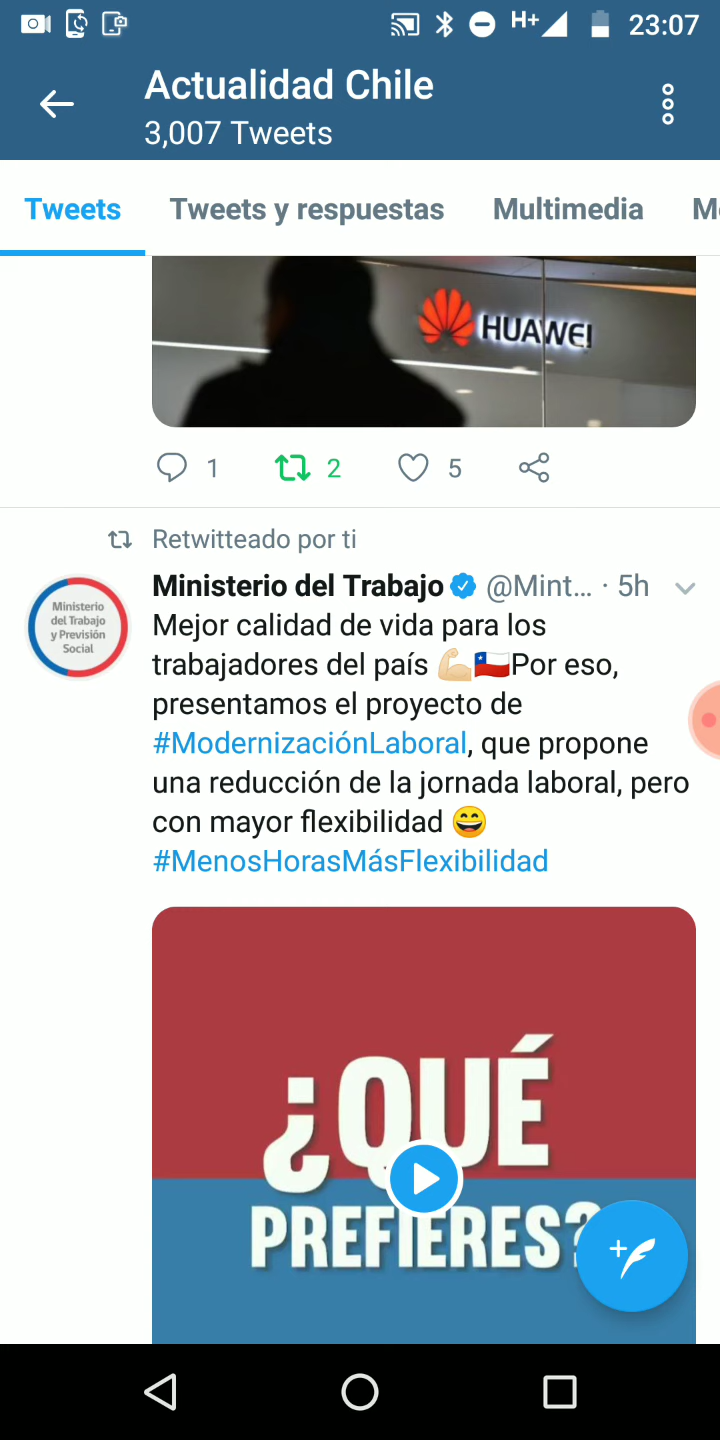 H+ 23:07
Actualidad Chile
3,007 Tweets
Tweets Tweets y respuestas Multimedia M
HUAWEI
1 2 5
Retwitteado por ti
Ministerio del Trabajo @Mint... · 5h
Ministerio
del Trabajo
y Previsión
Social
Mejor calidad de vida para los
trabajadores del país 💪🏻🇨🇱Por eso,
presentamos el proyecto de
#ModernizaciónLaboral, que propone
una reducción de la jornada laboral, pero
con mayor flexibilidad 😄
#MenosHorasMásFlexibilidad
¿QUÉ
PREFIERES?